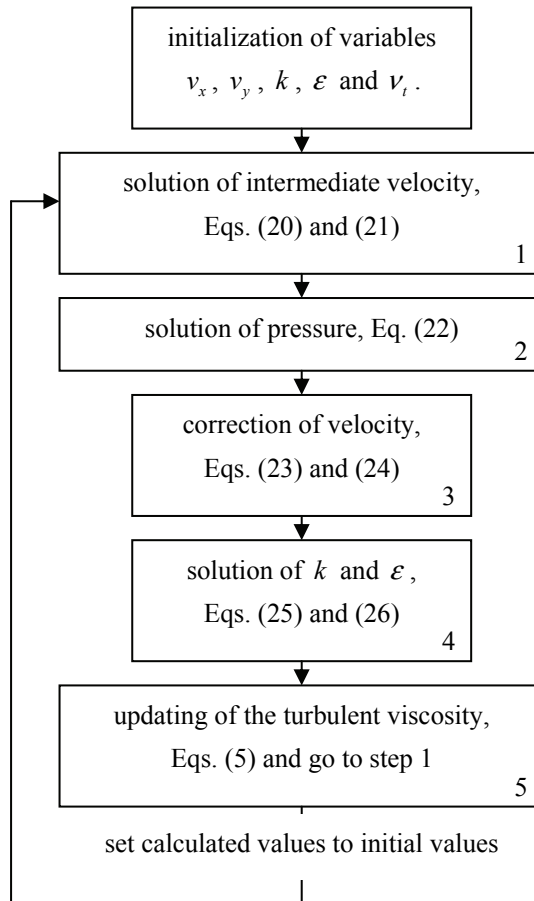 initialization of variables
v_x , v_y , k , ε and ν_t .
solution of intermediate velocity,
Eqs. (20) and (21)
1
solution of pressure, Eq. (22)
2
correction of velocity,
Eqs. (23) and (24)
3
solution of k and ε ,
Eqs. (25) and (26)
4
updating of the turbulent viscosity,
Eqs. (5) and go to step 1
5
set calculated values to initial values